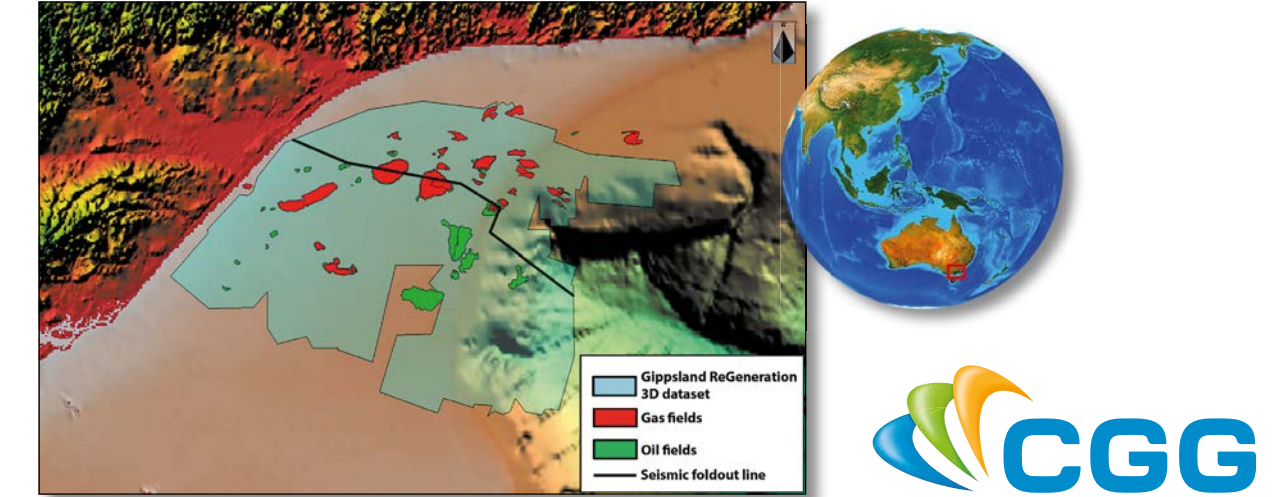 Gippsland ReGeneration
3D dataset
Gas fields
Oil fields
Seismic foldout line
CGG